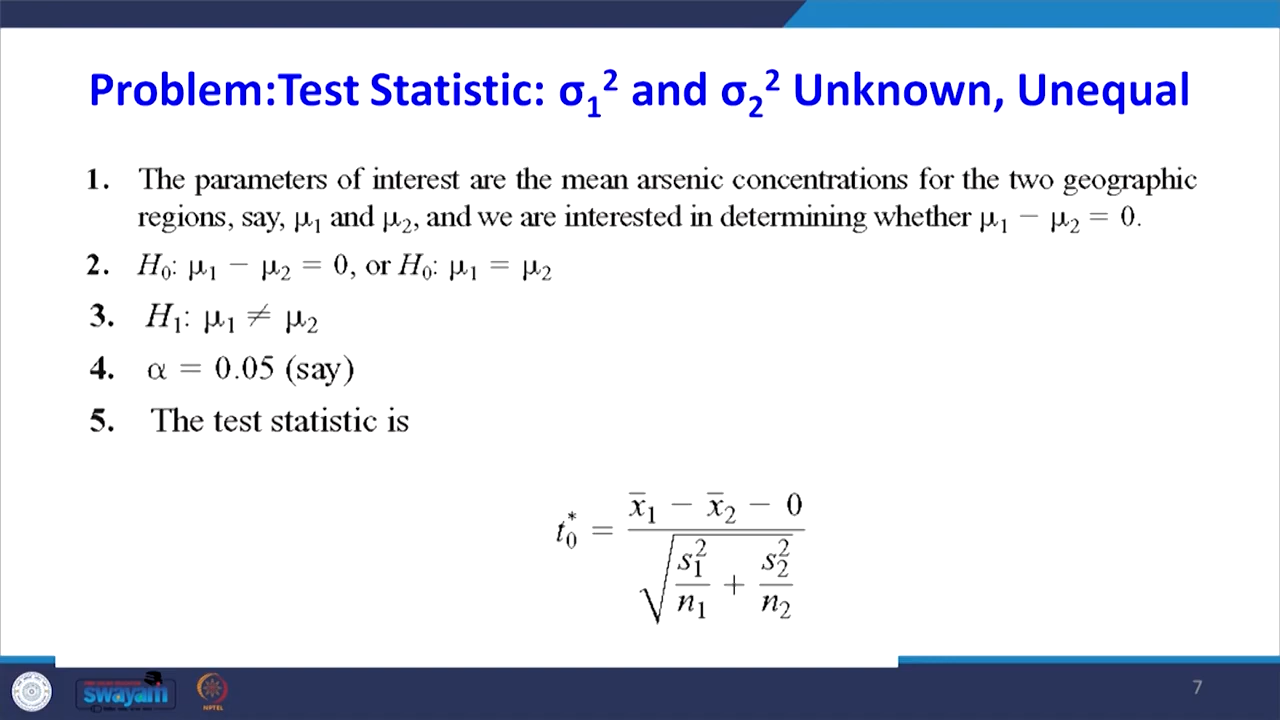 Problem:Test Statistic: σ₁² and σ₂² Unknown, Unequal
1. The parameters of interest are the mean arsenic concentrations for the two geographic
regions, say, μ₁ and μ₂, and we are interested in determining whether μ₁ − μ₂ = 0.
2. H₀: μ₁ − μ₂ = 0, or H₀: μ₁ = μ₂
3. H₁: μ₁ ≠ μ₂
4. α = 0.05 (say)
5. The test statistic is
t₀* = (x̄₁ − x̄₂ − 0) / √(s₁²/n₁ + s₂²/n₂)
swayam
NPTEL
7